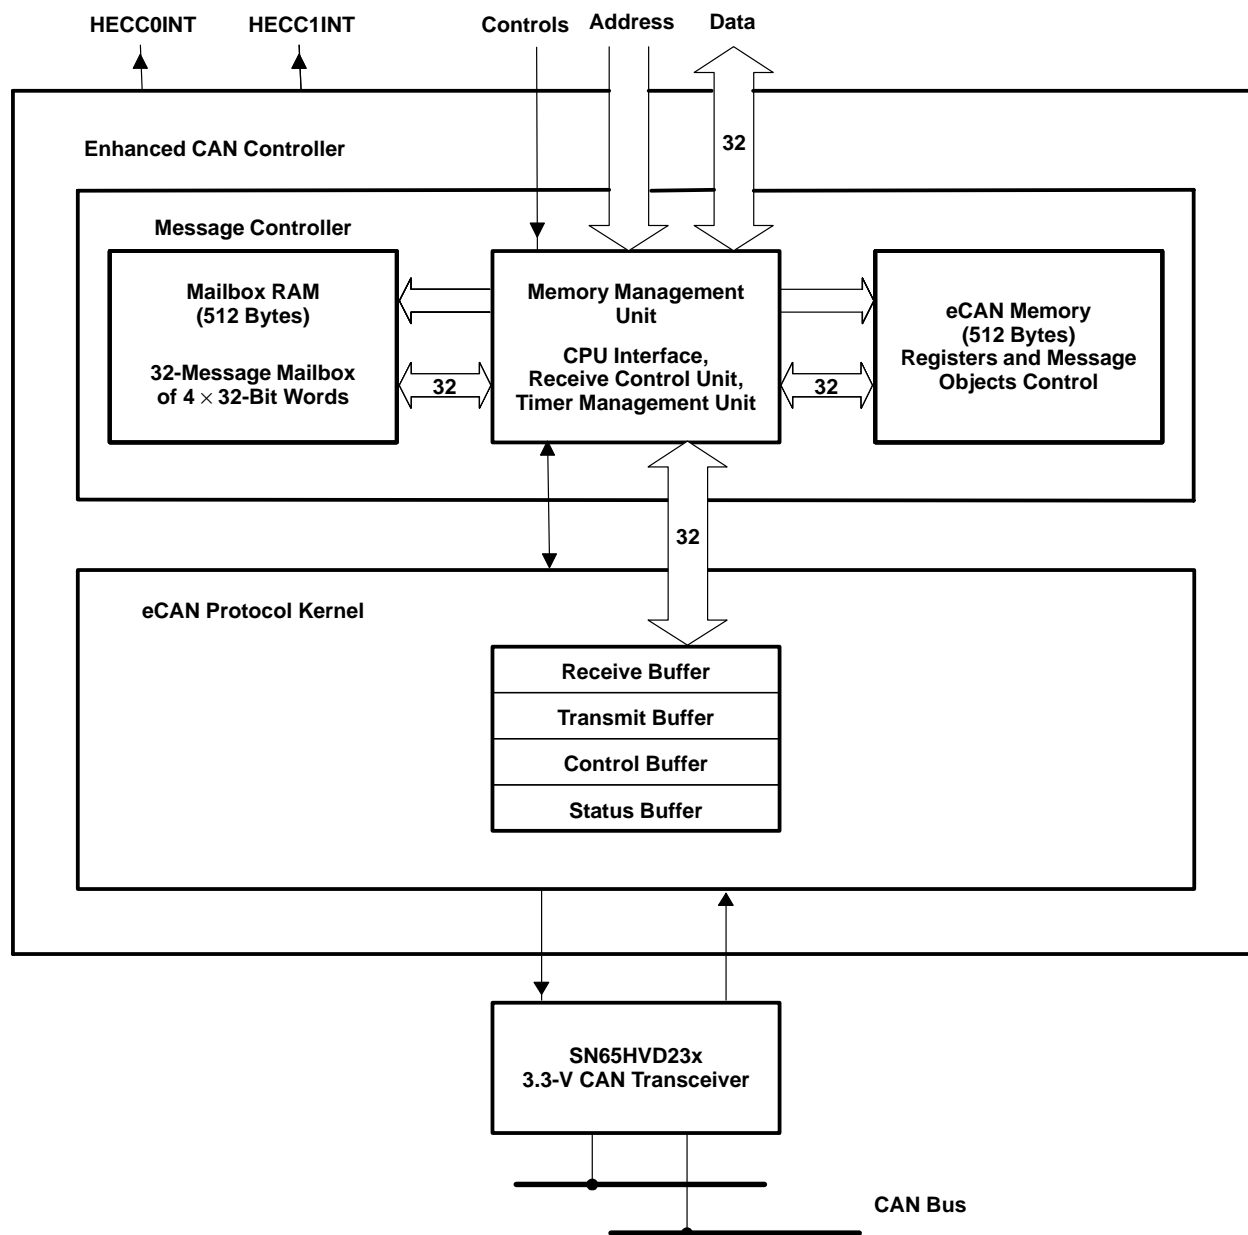 HECC0INT
HECC1INT
Controls
Address
Data
32
Enhanced CAN Controller
Message Controller
Mailbox RAM
(512 Bytes)
32-Message Mailbox
of 4 × 32-Bit Words
32
Memory Management
Unit
CPU Interface,
Receive Control Unit,
Timer Management Unit
32
eCAN Memory
(512 Bytes)
Registers and Message
Objects Control
32
eCAN Protocol Kernel
Receive Buffer
Transmit Buffer
Control Buffer
Status Buffer
SN65HVD23x
3.3-V CAN Transceiver
CAN Bus